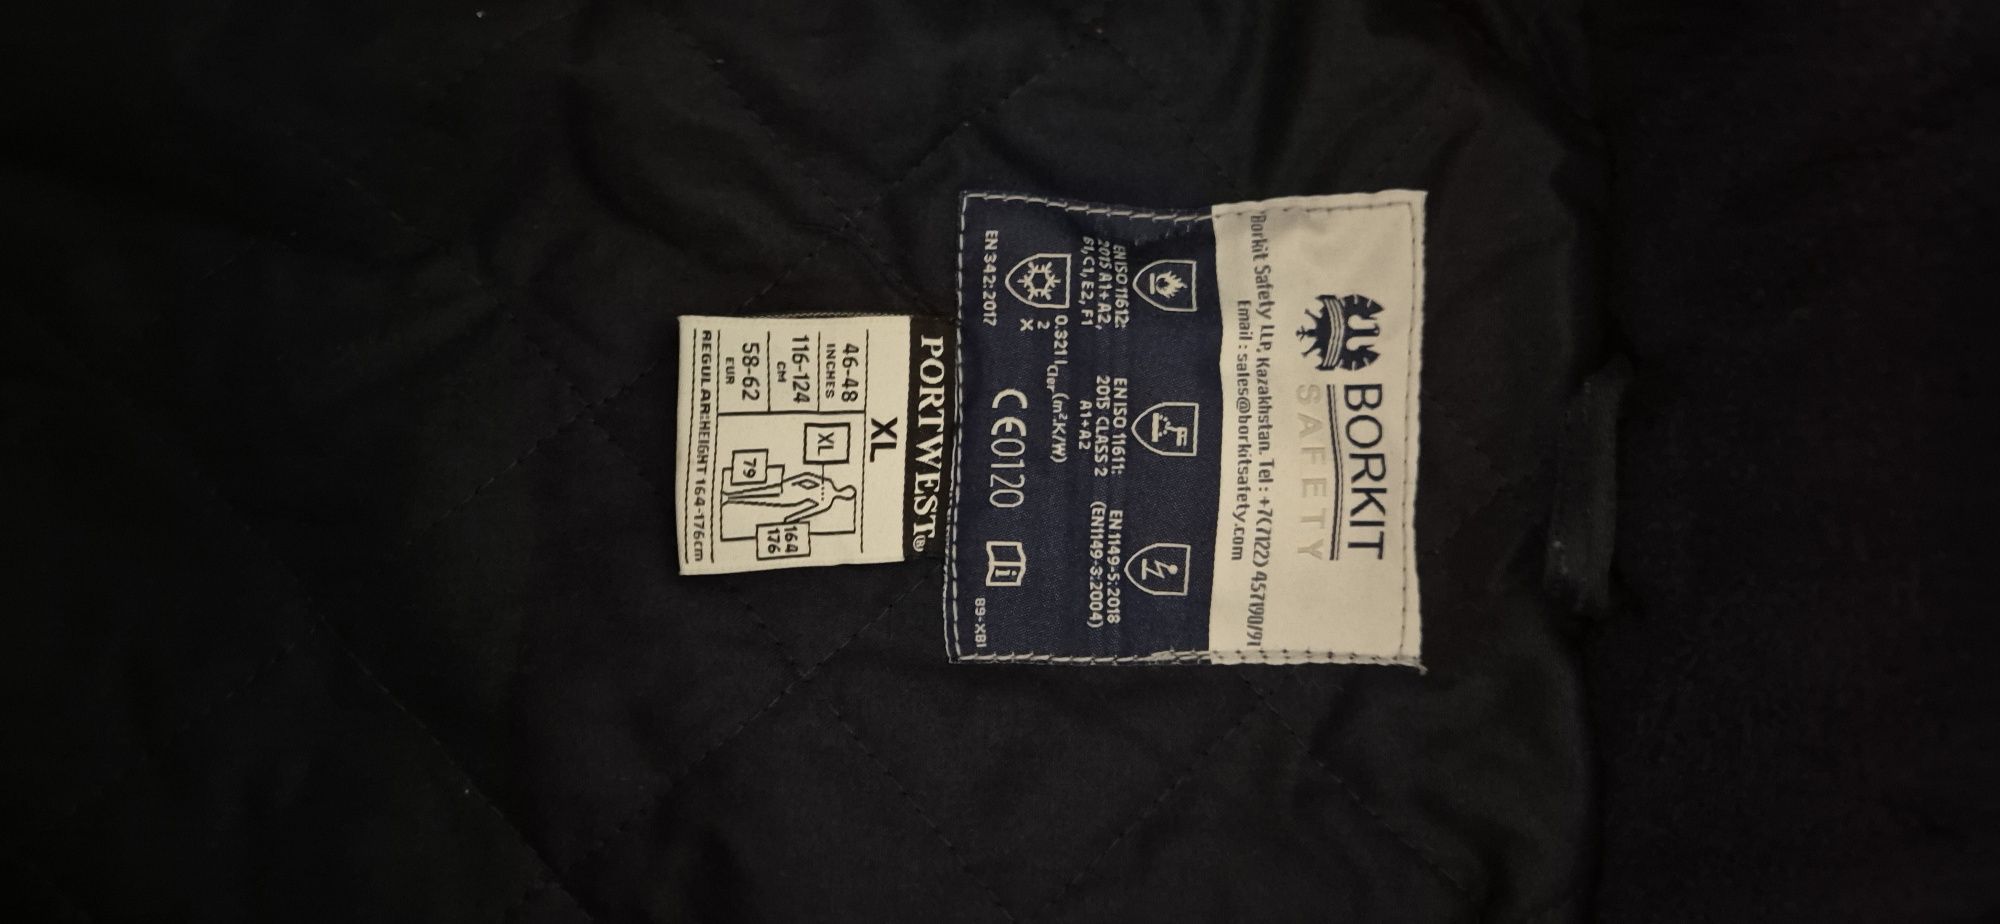 BORKIT
SAFETY
Borkit Safety LLP, Kazakhstan. Tel : +7(7122) 457190/91
Email : sales@borkitsafety.com
EN ISO 11612:
2015 A1+A2,
B1, C1, E2, F1
EN ISO 11611:
2015 CLASS 2
A1+A2
EN 1149-5:2018
(EN1149-3:2004)
0.321 Icler (m².K/W)
2
X
EN 342:2017
CE0120
i
89-XBI
PORTWEST®
XL
46-48
INCHES
116-124
CM
58-62
EUR
XL
79
164
176
REGULAR:HEIGHT 164-176cm